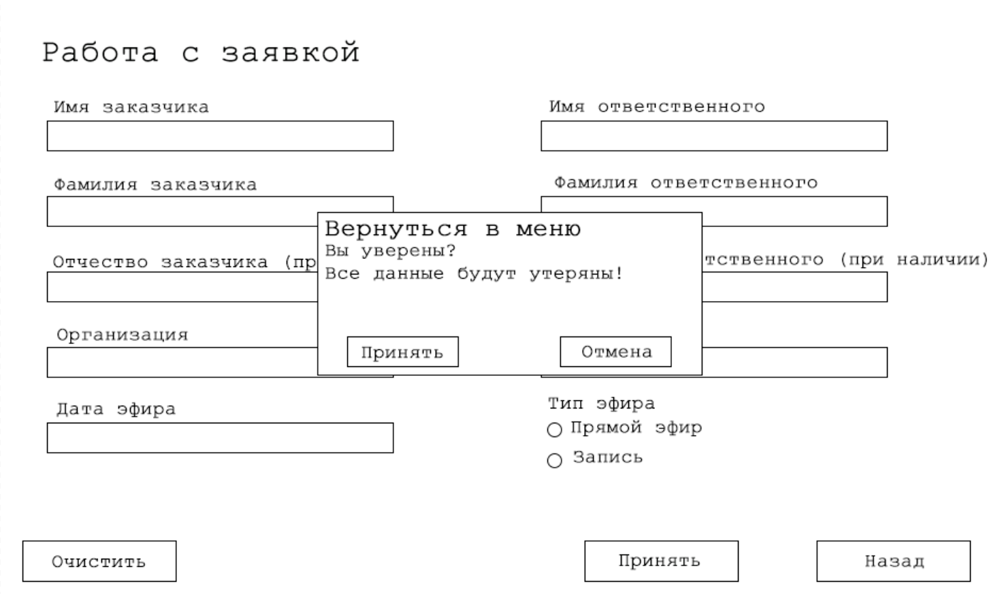 Работа с заявкой
Имя заказчика
Имя ответственного
Фамилия заказчика
Фамилия ответственного
Вернуться в меню
Вы уверены?
Все данные будут утеряны!
Принять
Отмена
Отчество заказчика (пр
тственного (при наличии)
Организация
Дата эфира
Тип эфира
Прямой эфир
Запись
Очистить
Принять
Назад